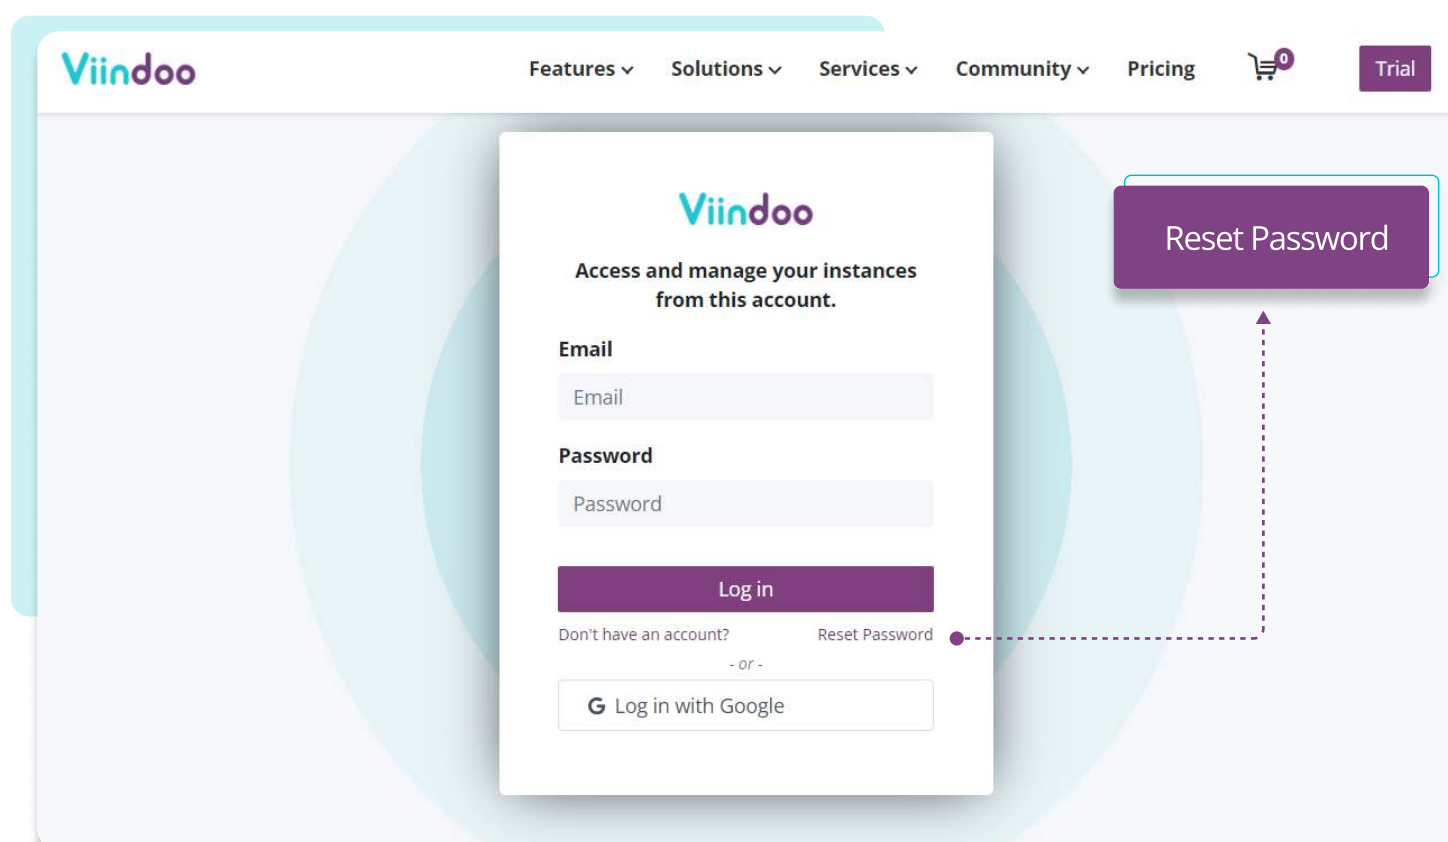 Viindoo
Features Solutions Services Community Pricing 0 Trial
Viindoo
Access and manage your instances
from this account.
Email
Email
Password
Password
Log in
Don't have an account? Reset Password
- or -
G Log in with Google
Reset Password